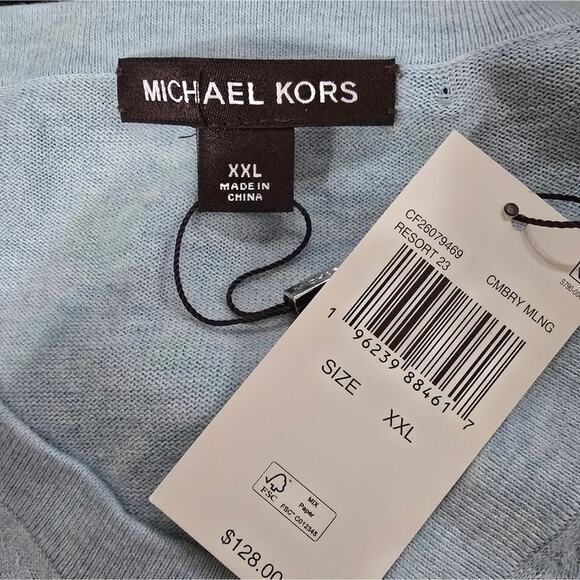 MICHAEL KORS
XXL
MADE IN
CHINA
CF26079469
RESORT 23
CMBRY MLNG
1 96239 88461 7
SIZE
XXL
FSC
MIX
Paper
FSC™ C012345
$128.00